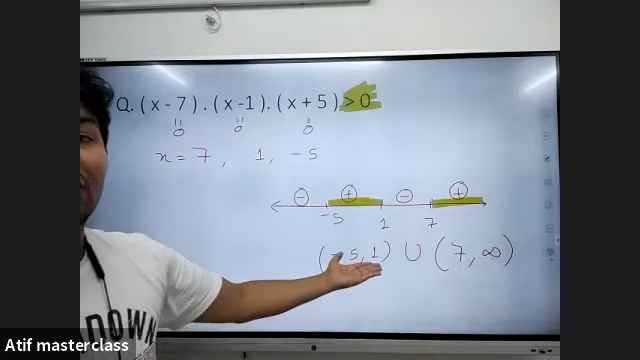 Q. (x - 7) . (x - 1) . (x + 5) > 0
= 0 = 0 = 0
x = 7 , 1 , - 5
- + - +
- 5 1 7
(- 5, 1) ∪ (7, ∞)
DOWN
Atif masterclass